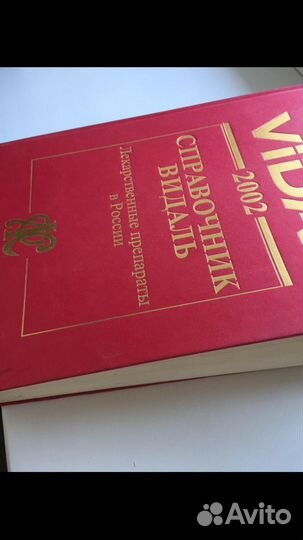 ViDA
2002
СПРАВОЧНИК
ВИДАЛЬ
Лекарственные препараты
в России
Avito